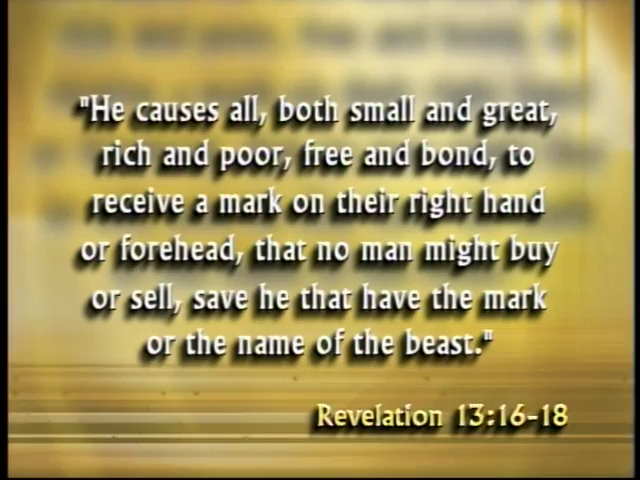 "He causes all, both small and great,
rich and poor, free and bond, to
receive a mark on their right hand
or forehead, that no man might buy
or sell, save he that have the mark
or the name of the beast."
Revelation 13:16-18